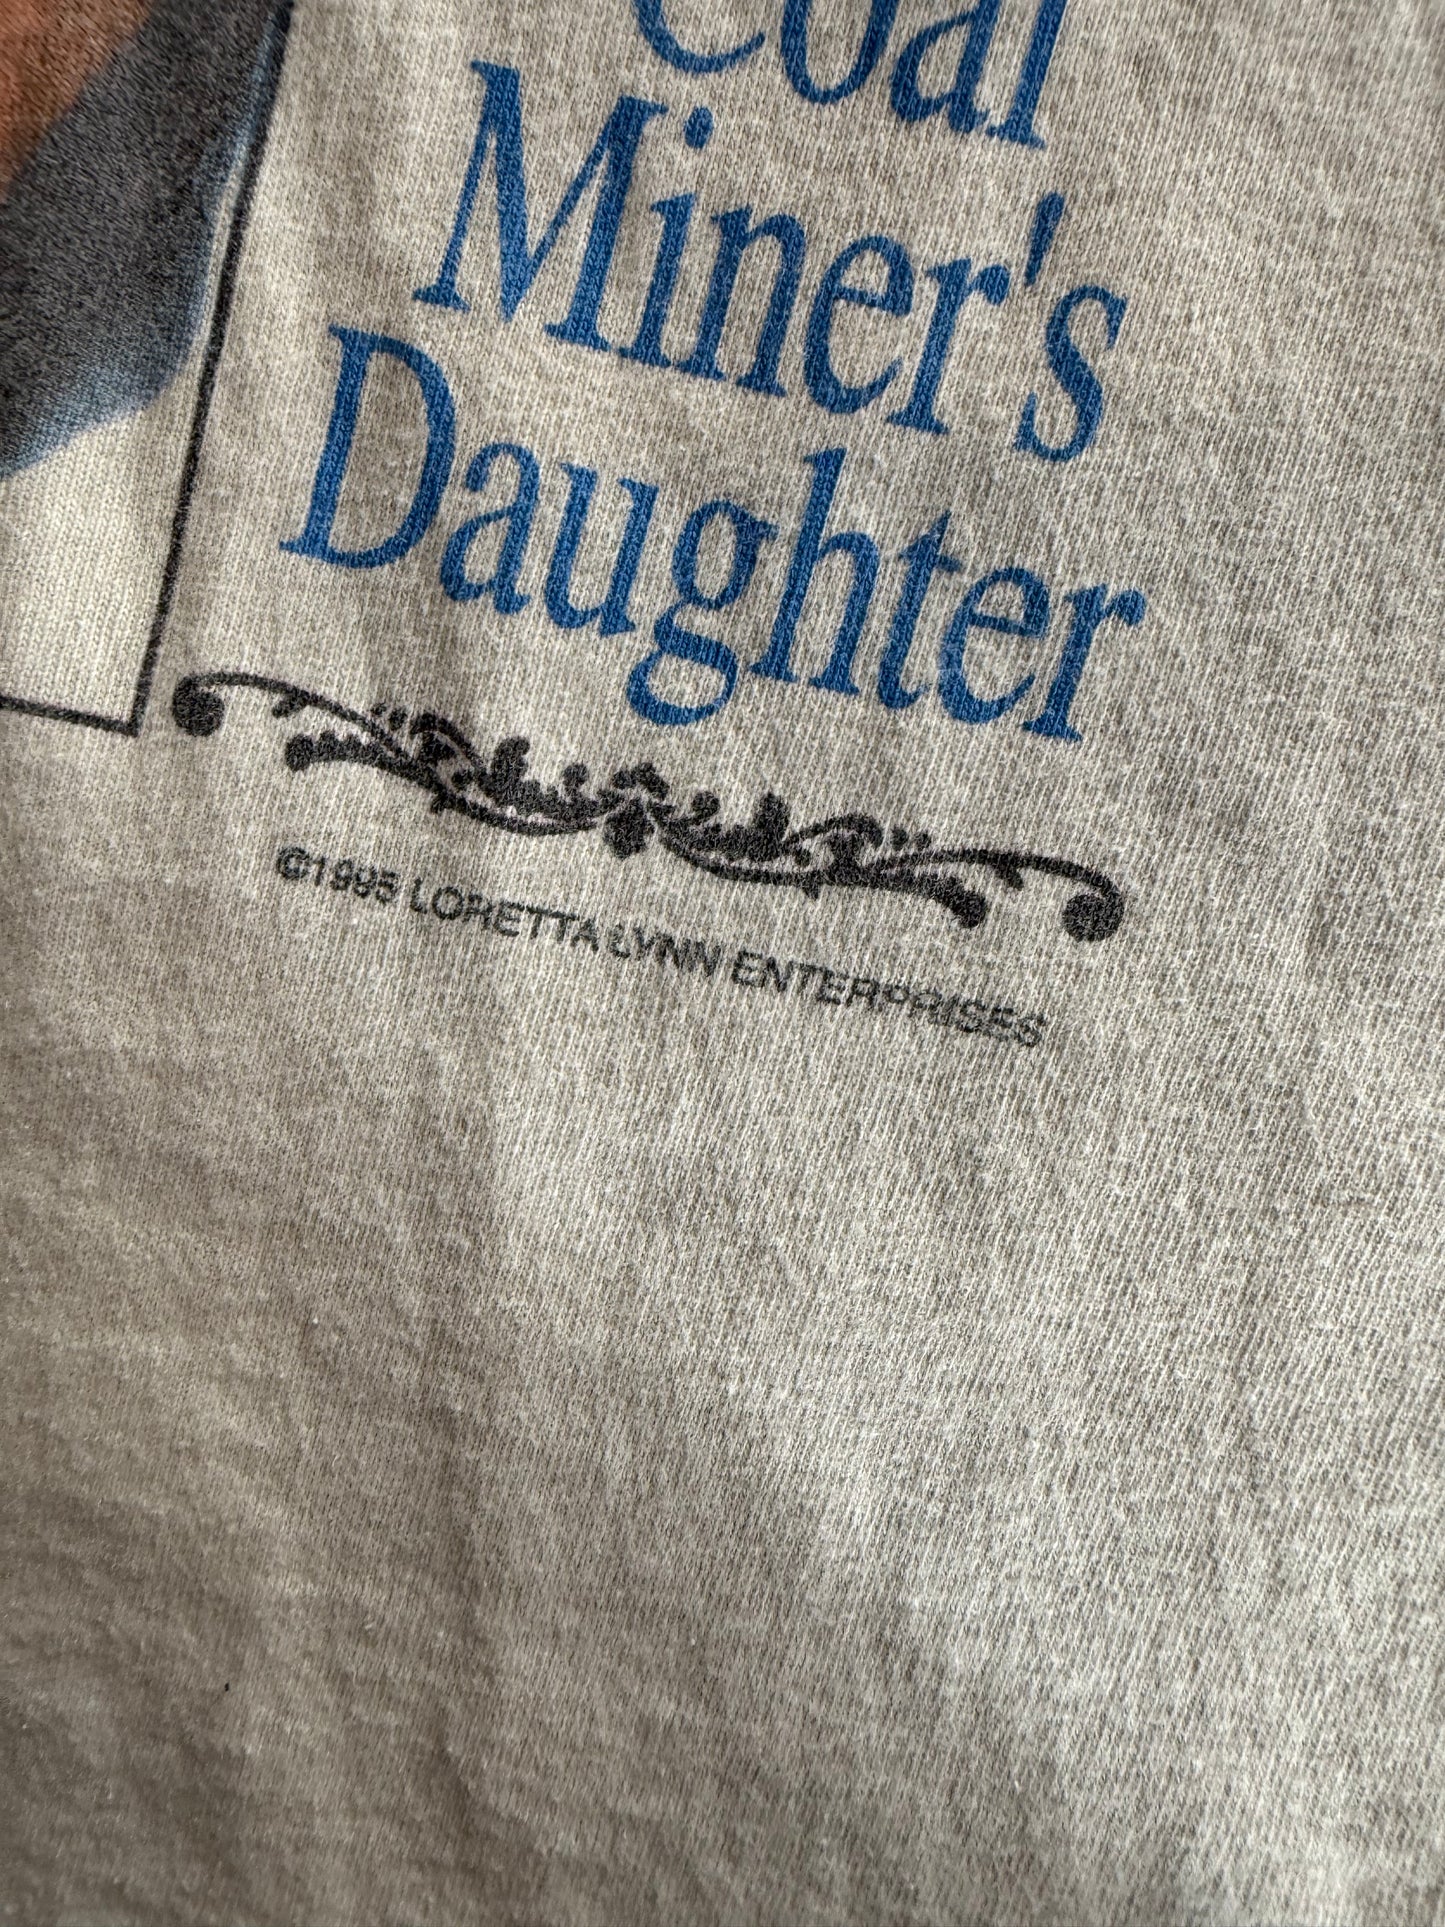 Coal
Miner's
Daughter
©1995 LORETTA LYNN ENTERPRISES